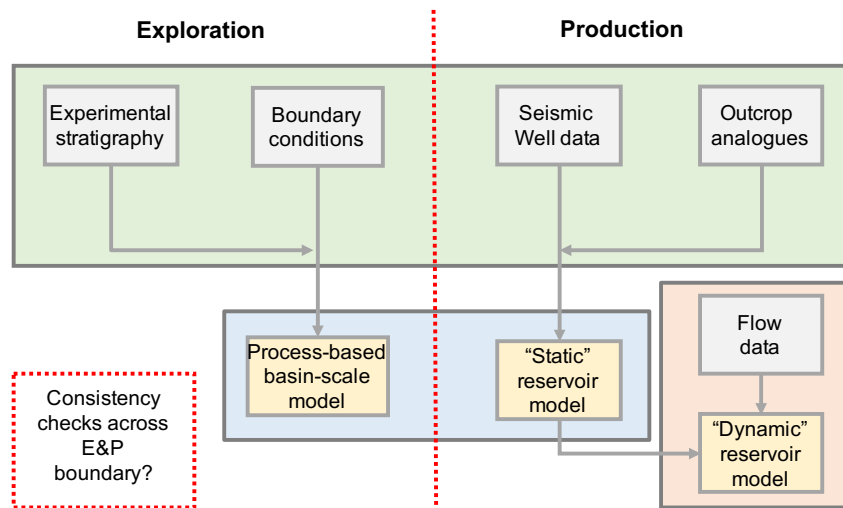 Exploration
Production
Experimental
stratigraphy
Boundary
conditions
Seismic
Well data
Outcrop
analogues
Process-based
basin-scale
model
“Static”
reservoir
model
Flow
data
“Dynamic”
reservoir
model
Consistency
checks across
E&P
boundary?